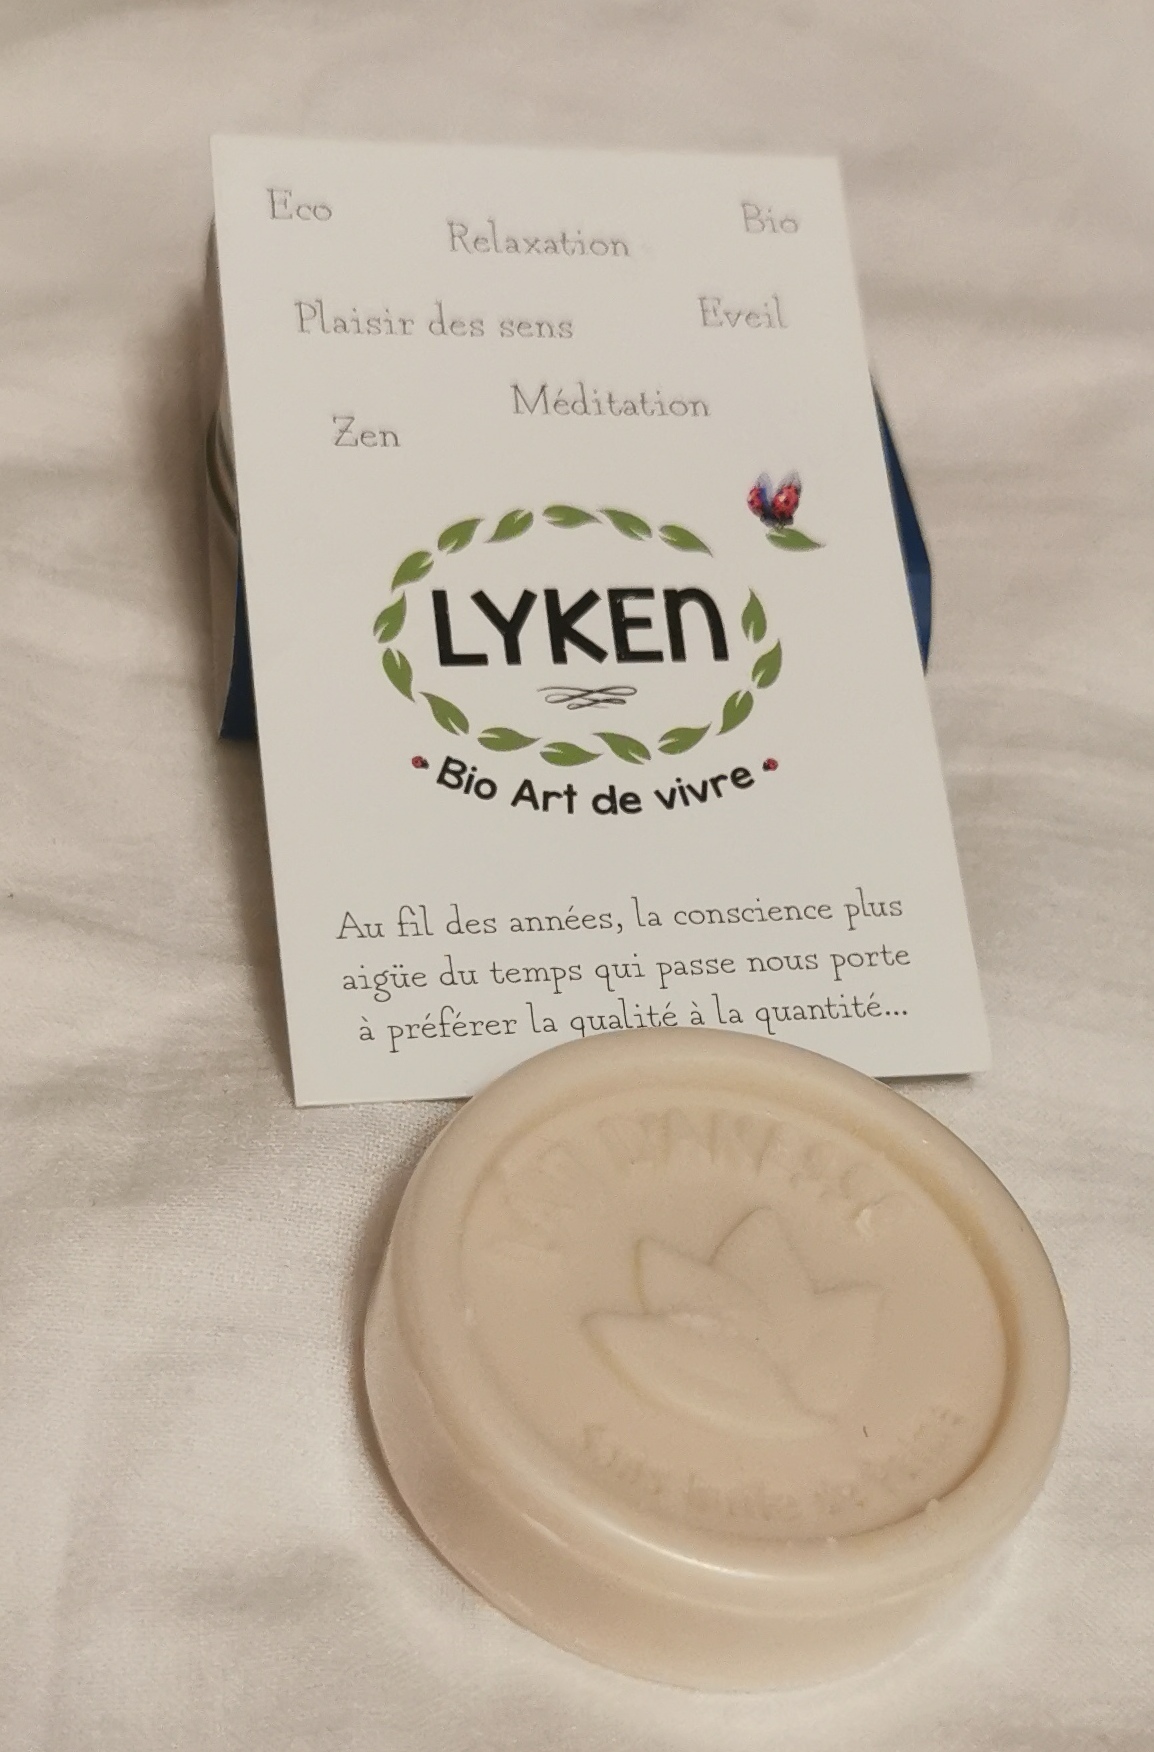 Eco
Relaxation
Bio
Plaisir des sens
Eveil
Méditation
Zen
LYKEN
Bio Art de vivre
Au fil des années, la conscience plus
aigüe du temps qui passe nous porte
à préférer la qualité à la quantité...